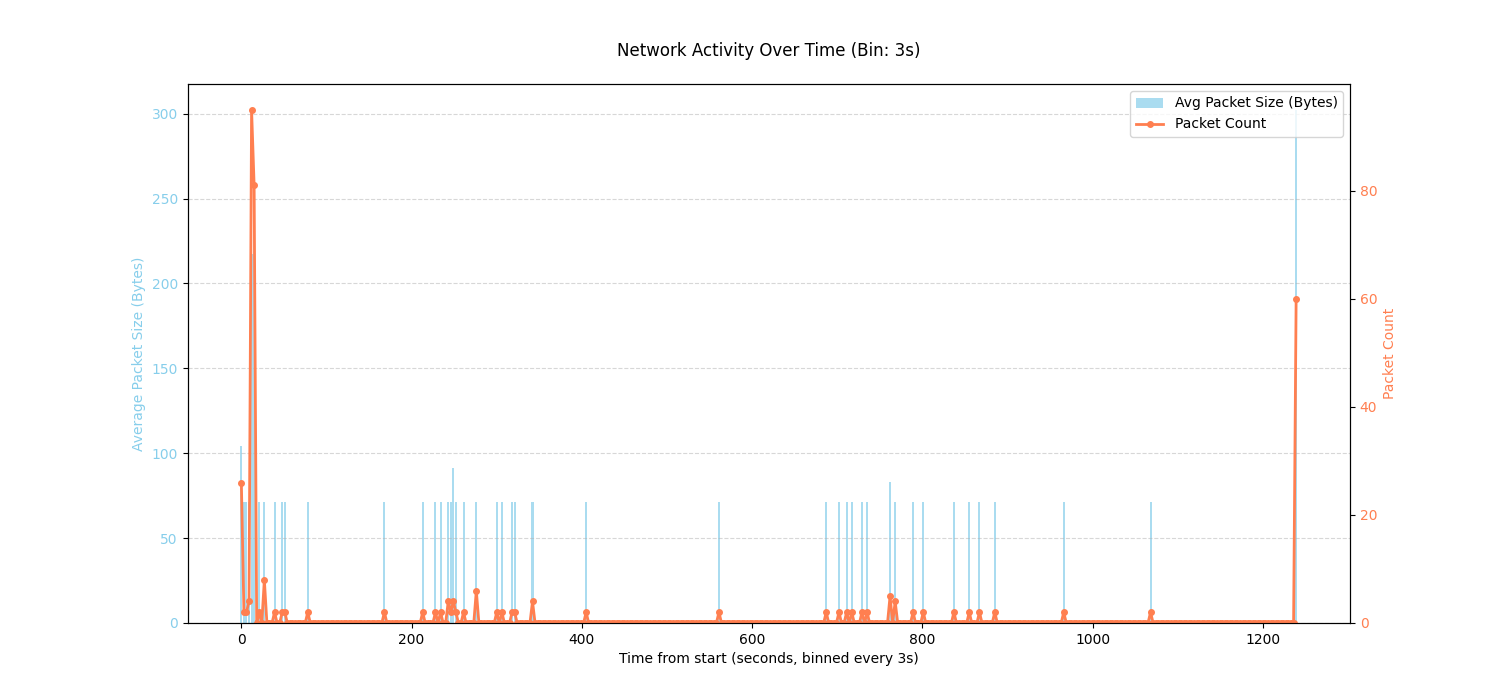 Network Activity Over Time (Bin: 3s)
Avg Packet Size (Bytes)
Packet Count
300
250
200
150
100
50
0
Average Packet Size (Bytes)
80
60
40
20
0
Packet Count
0 200 400 600 800 1000 1200
Time from start (seconds, binned every 3s)